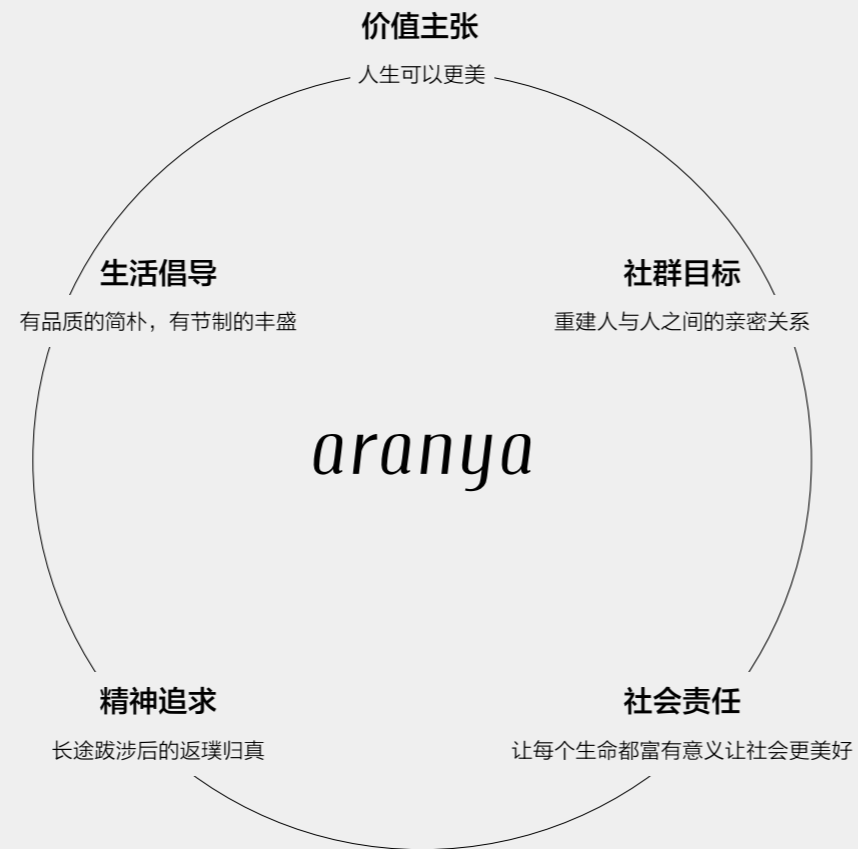 价值主张
人生可以更美
生活倡导
有品质的简朴，有节制的丰盛
社群目标
重建人与人之间的亲密关系
aranya
精神追求
长途跋涉后的返璞归真
社会责任
让每个生命都富有意义让社会更美好